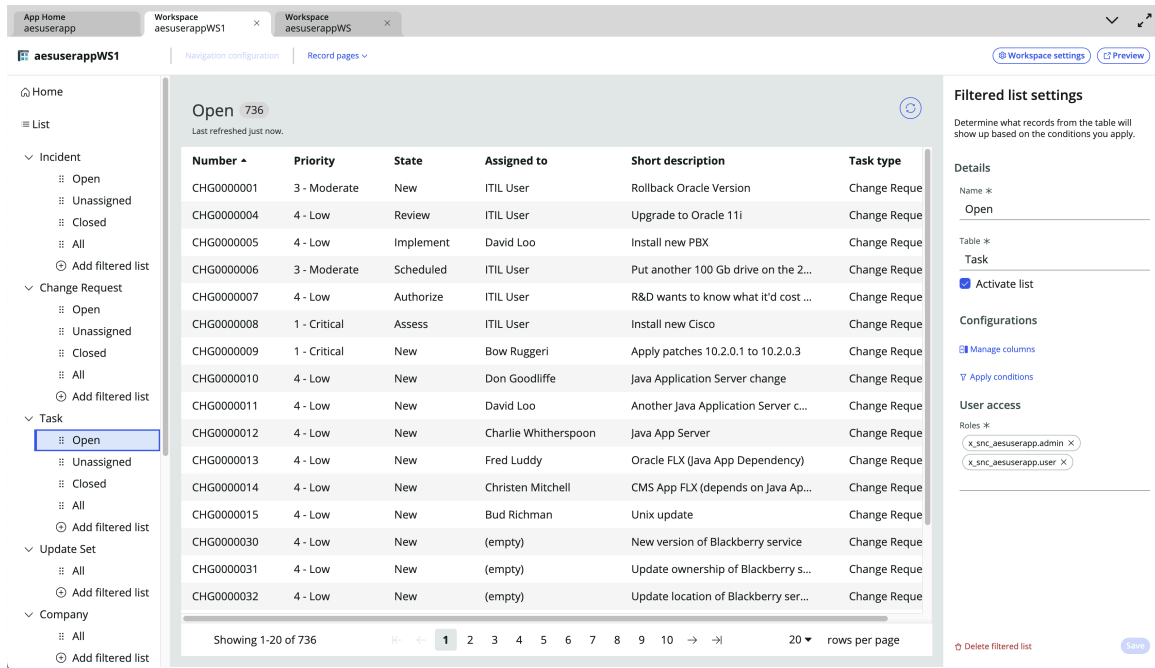 App Home
aesuserapp
Workspace
aesuserappWS1
Workspace
aesuserappWS
aesuserappWS1
Navigation configuration
Record pages
Workspace settings
Preview
Home
List
Incident
Open
Unassigned
Closed
All
Add filtered list
Change Request
Open
Unassigned
Closed
All
Add filtered list
Task
Open
Unassigned
Closed
All
Add filtered list
Update Set
All
Add filtered list
Company
All
Add filtered list
Open 736
Last refreshed just now.
Number Priority State Assigned to Short description Task type
CHG0000001 3 - Moderate New ITIL User Rollback Oracle Version Change Reque
CHG0000004 4 - Low Review ITIL User Upgrade to Oracle 11i Change Reque
CHG0000005 4 - Low Implement David Loo Install new PBX Change Reque
CHG0000006 3 - Moderate Scheduled ITIL User Put another 100 Gb drive on the 2... Change Reque
CHG0000007 4 - Low Authorize ITIL User R&D wants to know what it'd cost ... Change Reque
CHG0000008 1 - Critical Assess ITIL User Install new Cisco Change Reque
CHG0000009 1 - Critical New Bow Ruggeri Apply patches 10.2.0.1 to 10.2.0.3 Change Reque
CHG0000010 4 - Low New Don Goodliffe Java Application Server change Change Reque
CHG0000011 4 - Low New David Loo Another Java Application Server c... Change Reque
CHG0000012 4 - Low New Charlie Whitherspoon Java App Server Change Reque
CHG0000013 4 - Low New Fred Luddy Oracle FLX (Java App Dependency) Change Reque
CHG0000014 4 - Low New Christen Mitchell CMS App FLX (depends on Java Ap... Change Reque
CHG0000015 4 - Low New Bud Richman Unix update Change Reque
CHG0000030 4 - Low New (empty) New version of Blackberry service Change Reque
CHG0000031 4 - Low New (empty) Update ownership of Blackberry s... Change Reque
CHG0000032 4 - Low New (empty) Update location of Blackberry ser... Change Reque
Showing 1-20 of 736 1 2 3 4 5 6 7 8 9 10 20 rows per page
Filtered list settings
Determine what records from the table will
show up based on the conditions you apply.
Details
Name *
Open
Table *
Task
Activate list
Configurations
Manage columns
Apply conditions
User access
Roles *
x_snc_aesuserapp.admin
x_snc_aesuserapp.user
Delete filtered list
Save